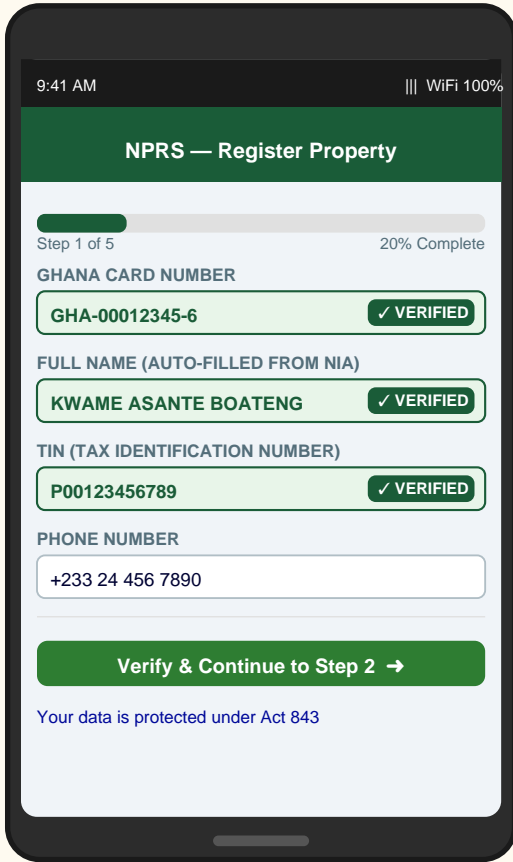 9:41 AM ||| WiFi 100%
NPRS — Register Property
Step 1 of 5 20% Complete
GHANA CARD NUMBER
GHA-00012345-6 ✓ VERIFIED
FULL NAME (AUTO-FILLED FROM NIA)
KWAME ASANTE BOATENG ✓ VERIFIED
TIN (TAX IDENTIFICATION NUMBER)
P00123456789 ✓ VERIFIED
PHONE NUMBER
+233 24 456 7890
Verify & Continue to Step 2 ➜
Your data is protected under Act 843